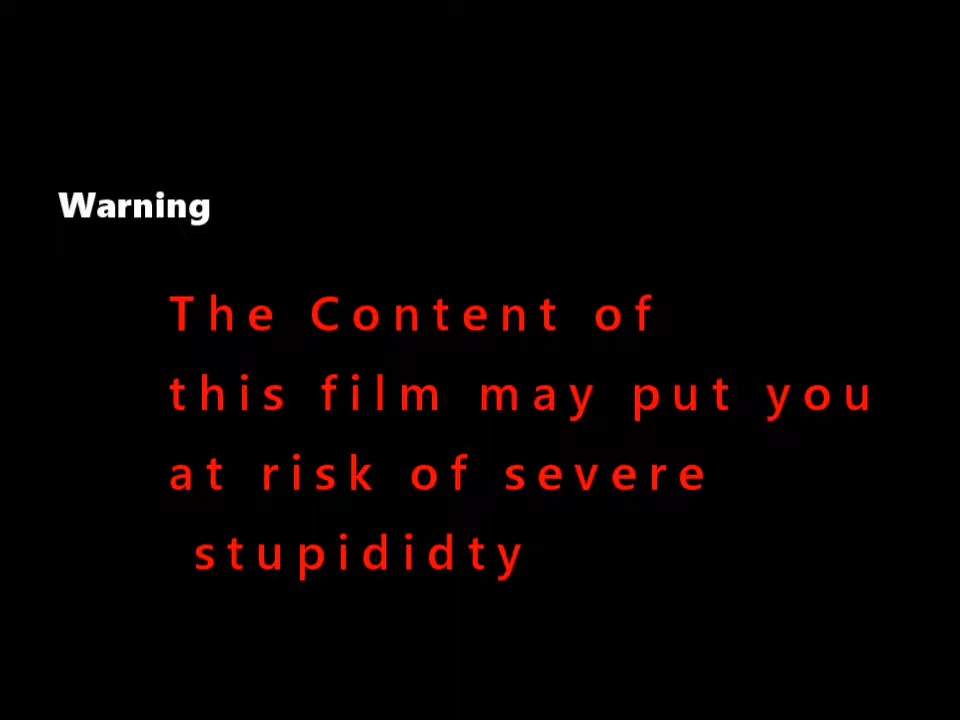 Warning
The Content of
this film may put you
at risk of severe
stupididty